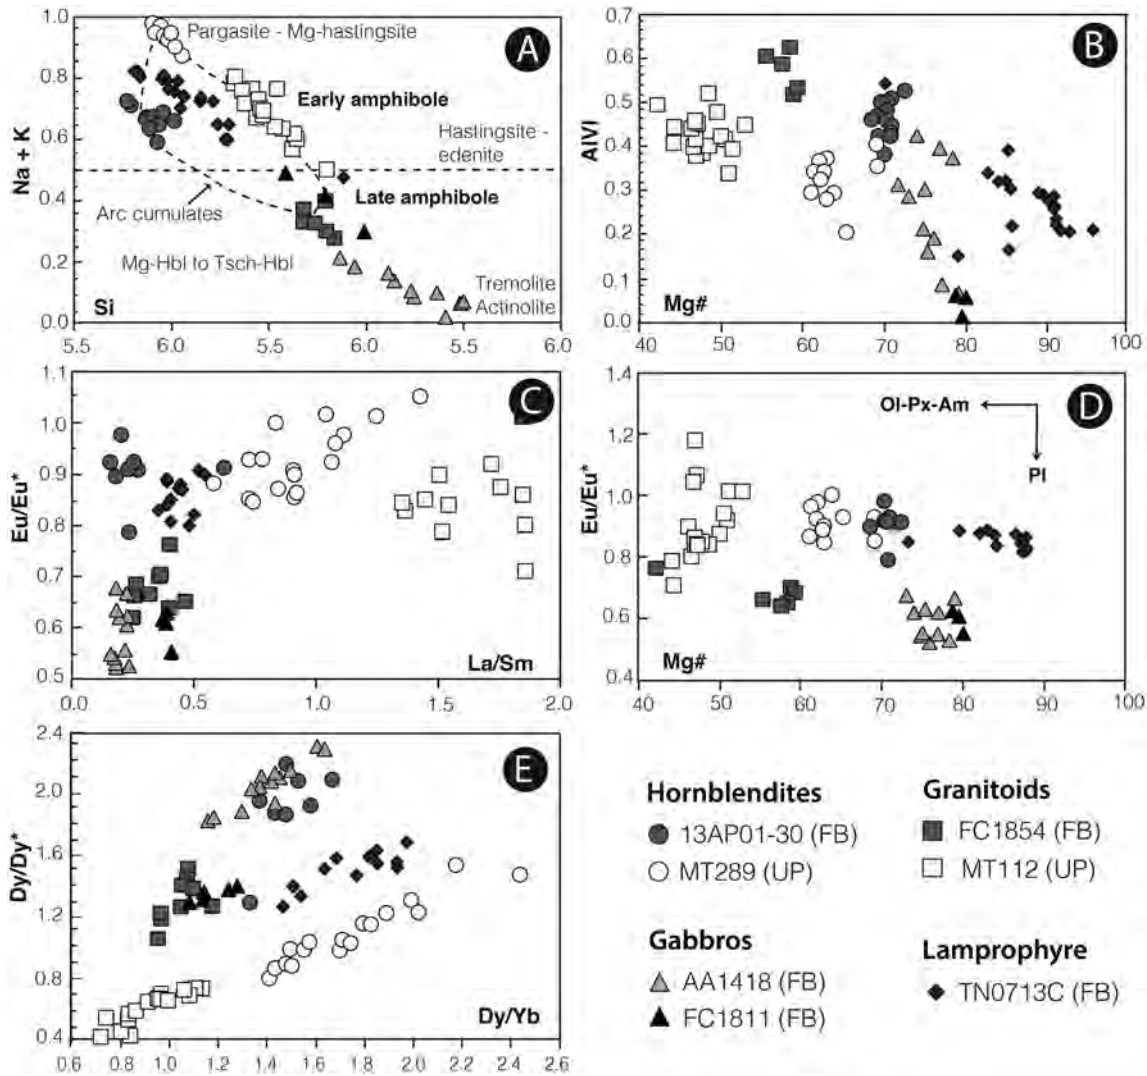 1.0
0.8
0.6
0.4
0.2
0.0
Na + K
Pargasite - Mg-hastingsite
A
Early amphibole
Hastingsite -
edenite
Late amphibole
Arc cumulates
Mg-Hbl to Tsch-Hbl
Tremolite
Actinolite
Si
5.5 6.0 5.5 6.0 6.5 6.0
0.7
0.6
0.5
0.4
0.3
0.2
0.1
0.0
AlVI
B
Mg#
40 50 60 70 80 90 100
1.1
1.0
0.9
0.8
0.7
0.6
0.5
Eu/Eu*
C
La/Sm
0.0 0.3 0.6 1.0 1.5 2.0
1.4
1.2
1.0
0.8
0.6
0.4
Eu/Eu*
Ol-Px-Am
D
Pl
Mg#
40 50 60 70 80 90 100
2.4
2.0
1.6
1.2
0.8
0.4
Dy/Dy*
E
Dy/Yb
0.6 0.8 1.0 1.2 1.4 1.6 1.8 2.0 2.2 2.4 2.6
Hornblendites
13AP01-30 (FB)
MT289 (UP)
Gabbros
AA1418 (FB)
FC1811 (FB)
Granitoids
FC1854 (FB)
MT112 (UP)
Lamprophyre
TN0713C (FB)